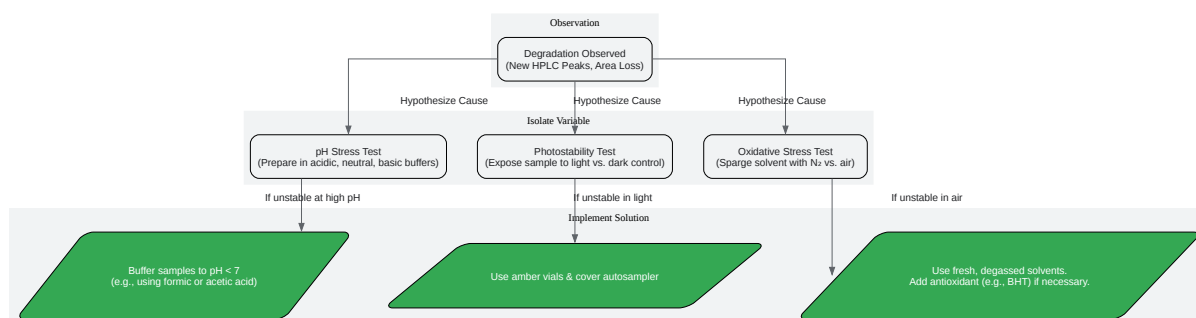 Observation
Degradation Observed
(New HPLC Peaks, Area Loss)
Hypothesize Cause
Hypothesize Cause
Hypothesize Cause
Isolate Variable
pH Stress Test
(Prepare in acidic, neutral, basic buffers)
Photostability Test
(Expose sample to light vs. dark control)
Oxidative Stress Test
(Sparge solvent with N₂ vs. air)
If unstable at high pH
If unstable in light
If unstable in air
Implement Solution
Buffer samples to pH < 7
(e.g., using formic or acetic acid)
Use amber vials & cover autosampler
Use fresh, degassed solvents.
Add antioxidant (e.g., BHT) if necessary.